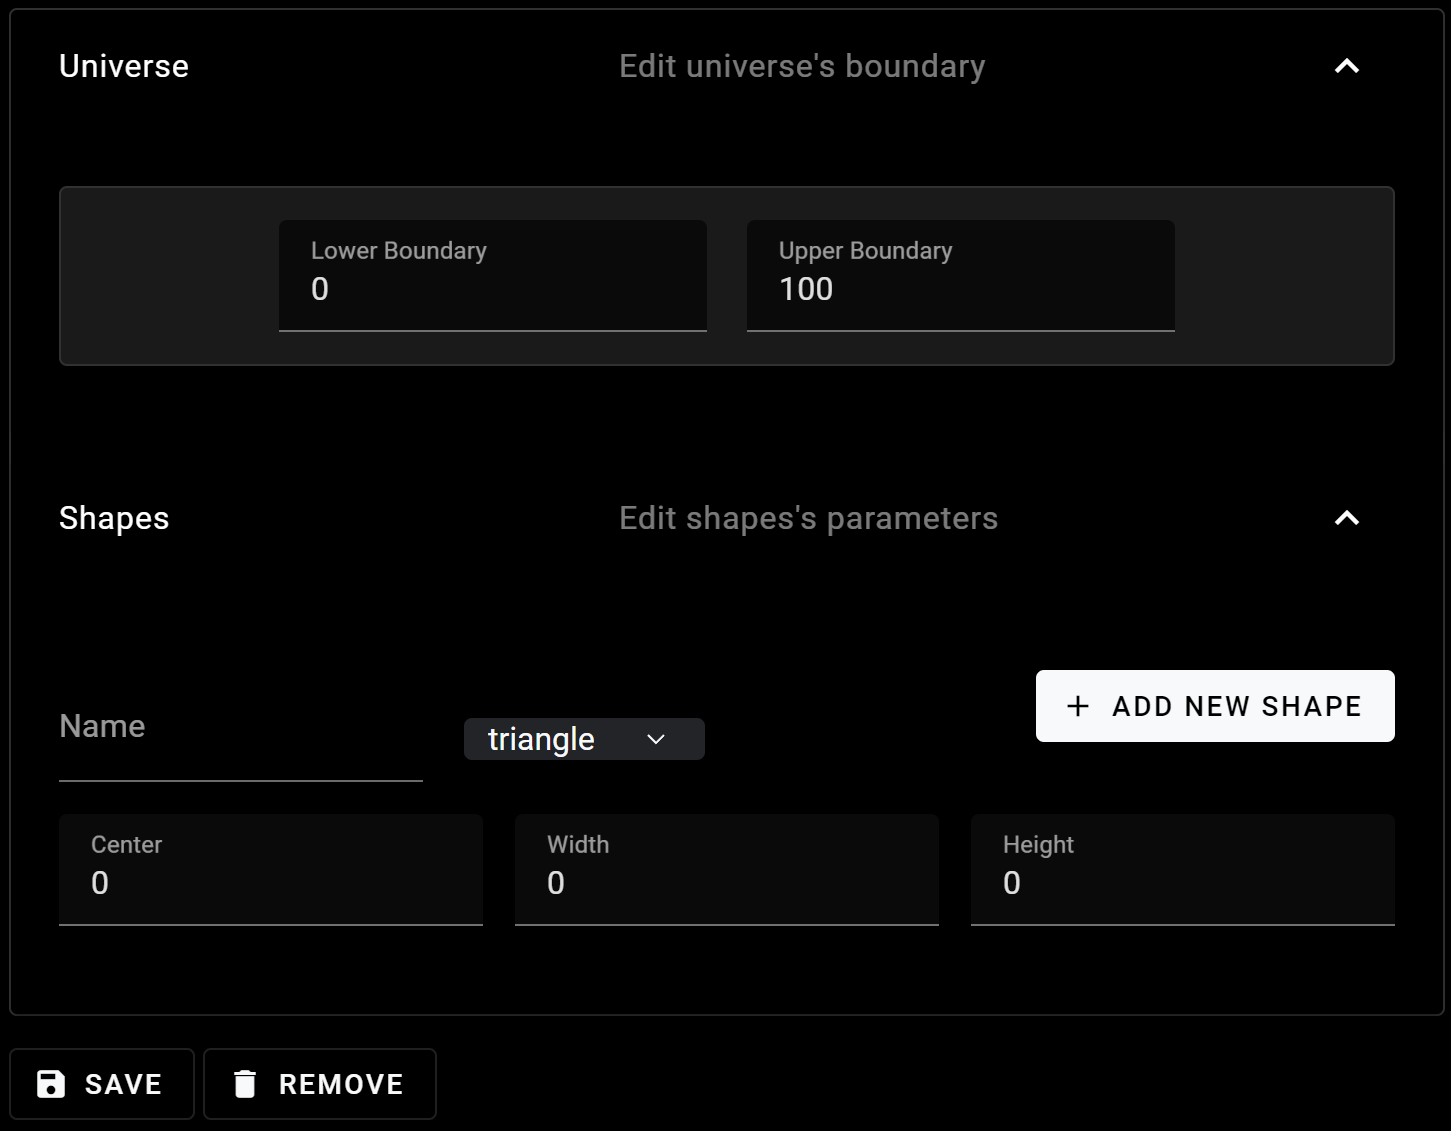 Universe
Edit universe's boundary
Lower Boundary
0
Upper Boundary
100
Shapes
Edit shapes's parameters
Name
triangle
ADD NEW SHAPE
Center
0
Width
0
Height
0
SAVE
REMOVE